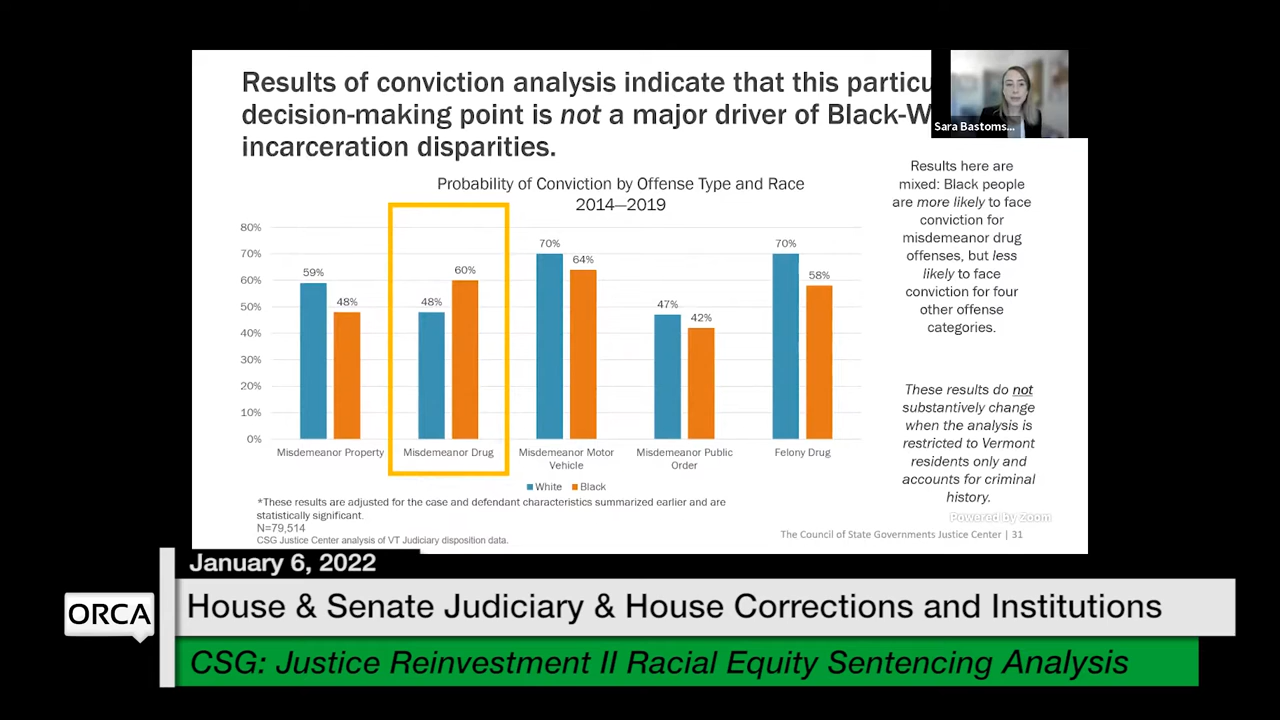 Results of conviction analysis indicate that this particu
decision-making point is not a major driver of Black-W
incarceration disparities.
Sara Bastoms...
Probability of Conviction by Offense Type and Race
2014—2019
80%
70%
60%
50%
40%
30%
20%
10%
0%
59%
48%
48%
60%
70%
64%
47%
42%
70%
58%
Misdemeanor Property
Misdemeanor Drug
Misdemeanor Motor
Vehicle
Misdemeanor Public
Order
Felony Drug
White
Black
*These results are adjusted for the case and defendant characteristics summarized earlier and are
statistically significant.
N=79,514
CSG Justice Center analysis of VT Judiciary disposition data.
Results here are
mixed: Black people
are more likely to face
conviction for
misdemeanor drug
offenses, but less
likely to face
conviction for four
other offense
categories.
These results do not
substantively change
when the analysis is
restricted to Vermont
residents only and
accounts for criminal
history.
Powered by Zoom
The Council of State Governments Justice Center | 31
January 6, 2022
ORCA
House & Senate Judiciary & House Corrections and Institutions
CSG: Justice Reinvestment II Racial Equity Sentencing Analysis